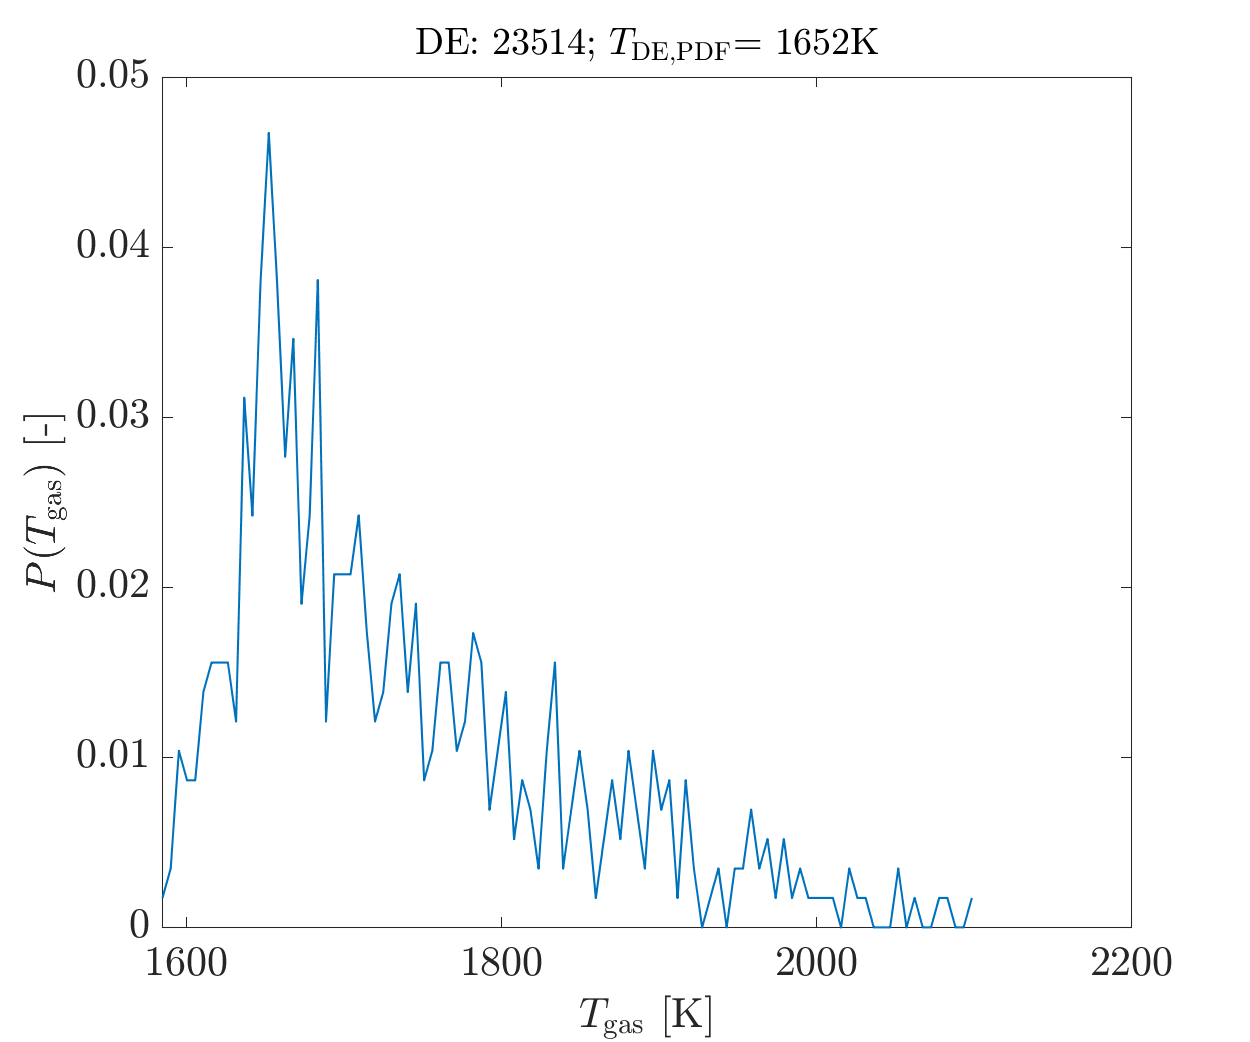 DE: 23514; T_DE,PDF= 1652K
0.05
0.04
0.03
0.02
0.01
0
P(T_gas) [-]
1600 1800 2000 2200
T_gas [K]